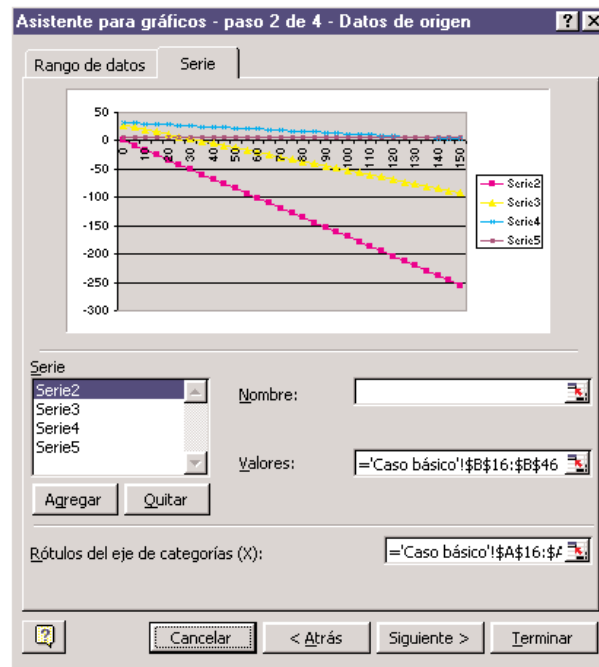 Asistente para gráficos - paso 2 de 4 - Datos de origen
Rango de datos
Serie
50
0
-50
-100
-150
-200
-250
-300
0 10 20 30 40 50 60 70 80 90 100 110 120 130 140 150
Serie2
Serie3
Serie4
Serie5
Serie
Serie2
Serie3
Serie4
Serie5
Nombre:
Valores:
='Caso básico'!$B$16:$B$46
Agregar
Quitar
Rótulos del eje de categorías (X):
='Caso básico'!$A$16:$A
Cancelar
< Atrás
Siguiente >
Terminar